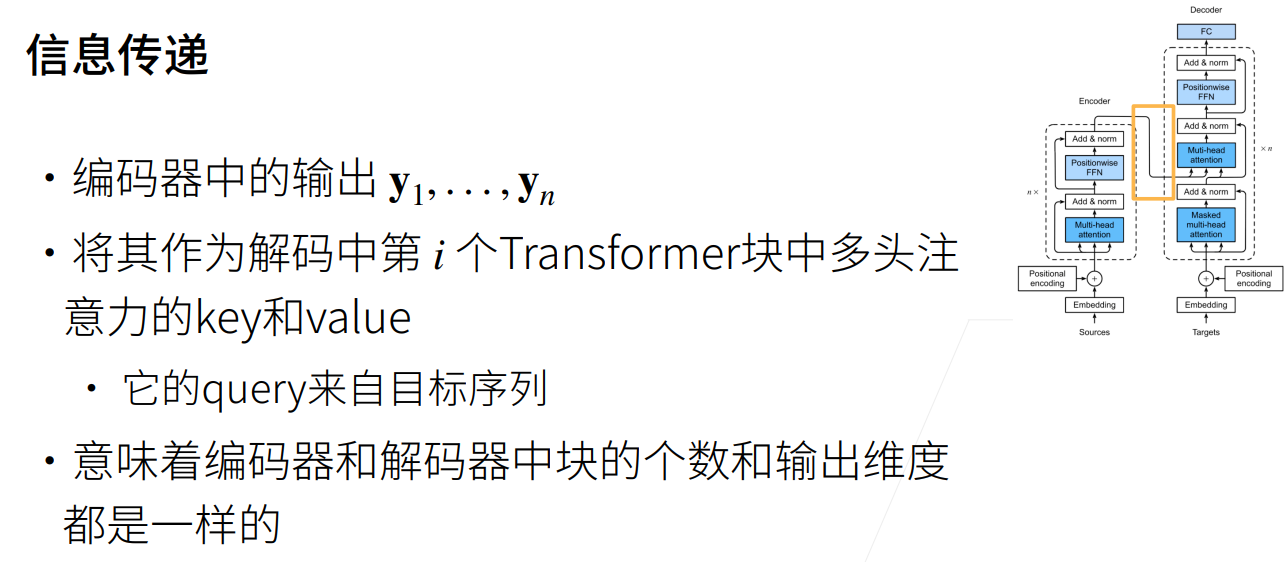 信息传递
• 编码器中的输出 y₁, . . . , yₙ
• 将其作为解码中第 i 个Transformer块中多头注
意力的key和value
• 它的query来自目标序列
• 意味着编码器和解码器中块的个数和输出维度
都是一样的
Decoder
FC
Add & norm
Positionwise
FFN
Add & norm
Muti-head
attention
Add & norm
Masked
multi-head
attention
× n
Positional
encoding
+
Embedding
Targets
Encoder
Add & norm
Positionwise
FFN
Add & norm
Multi-head
attention
n ×
Positional
encoding
+
Embedding
Sources